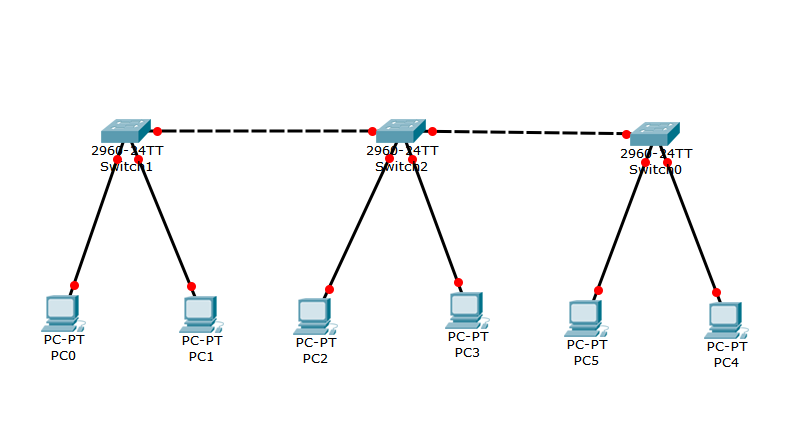 2960-24TT
Switch1
2960-24TT
Switch2
2960-24TT
Switch0
PC-PT
PC0
PC-PT
PC1
PC-PT
PC2
PC-PT
PC3
PC-PT
PC5
PC-PT
PC4